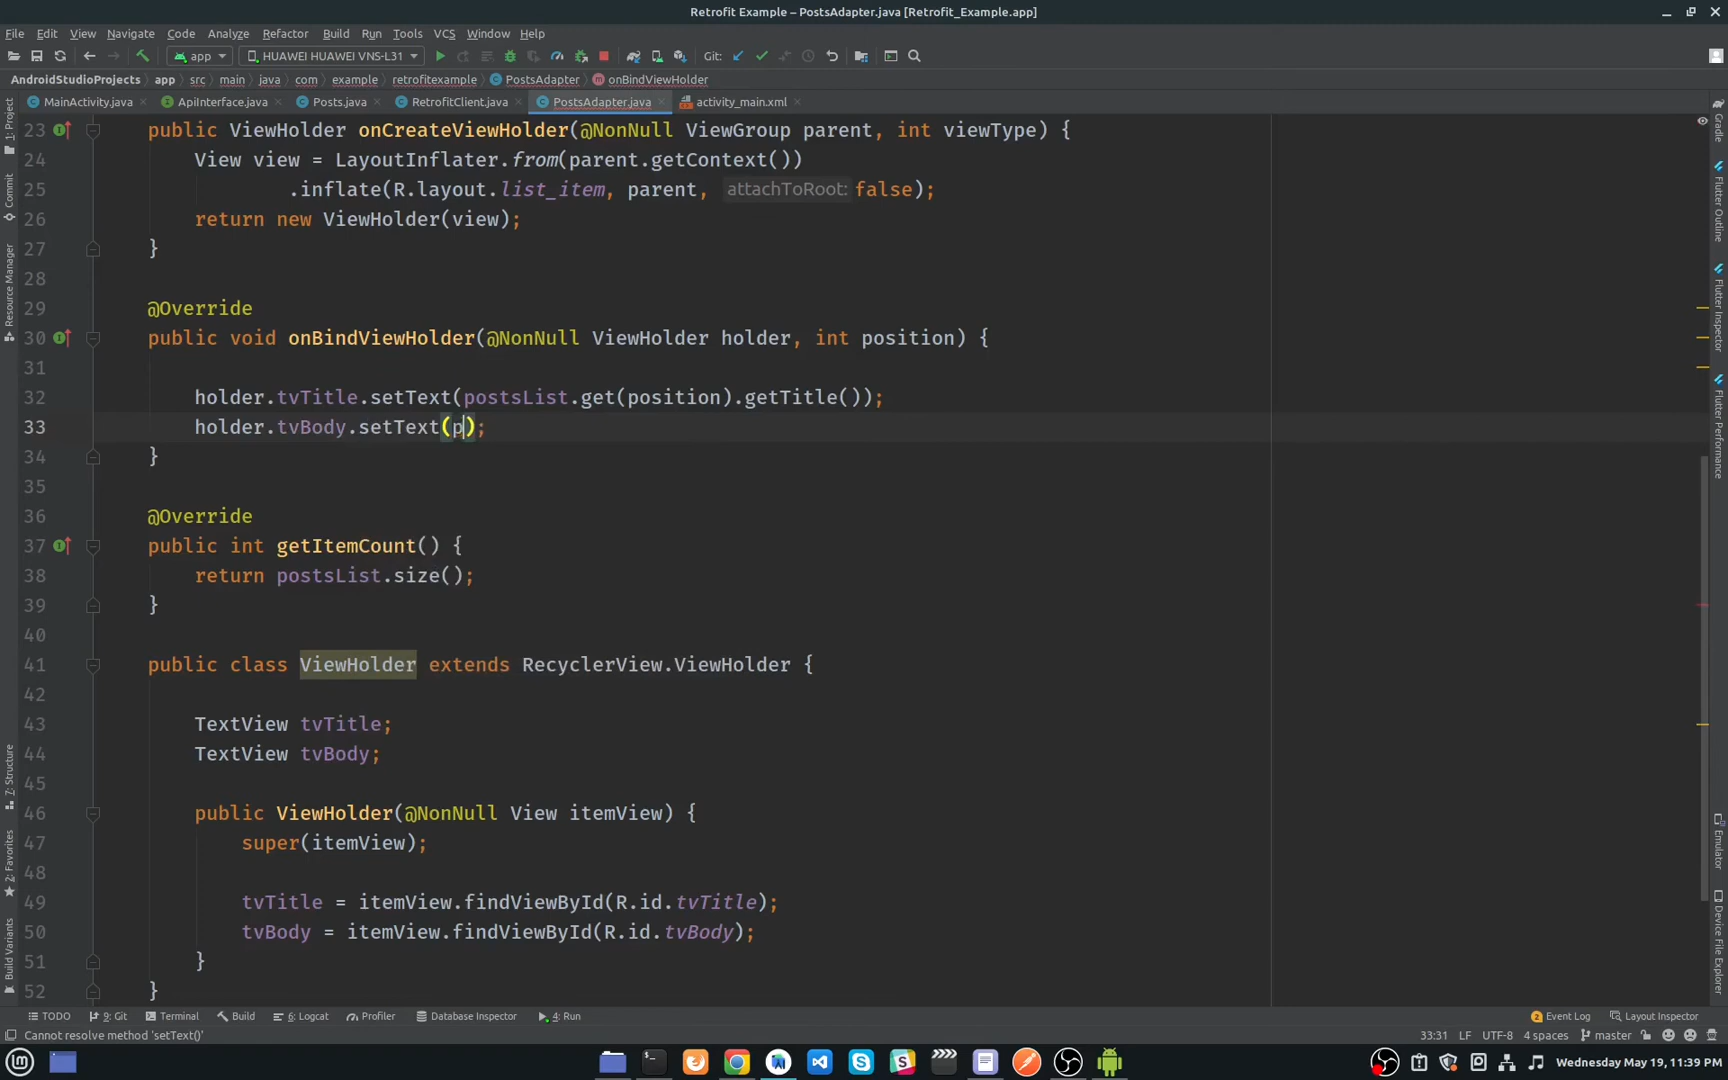 Retrofit Example – PostsAdapter.java [Retrofit_Example.app]
File Edit View Navigate Code Analyze Refactor Build Run Tools VCS Window Help
app HUAWEI HUAWEI VNS-L31 Git:
AndroidStudioProjects app src main java com example retrofitexample PostsAdapter onBindViewHolder
MainActivity.java ApiInterface.java Posts.java RetrofitClient.java PostsAdapter.java activity_main.xml
23 public ViewHolder onCreateViewHolder(@NonNull ViewGroup parent, int viewType) {
24 View view = LayoutInflater.from(parent.getContext())
25 .inflate(R.layout.list_item, parent, attachToRoot: false);
26 return new ViewHolder(view);
27 }
28
29 @Override
30 public void onBindViewHolder(@NonNull ViewHolder holder, int position) {
31
32 holder.tvTitle.setText(postsList.get(position).getTitle());
33 holder.tvBody.setText(p);
34 }
35
36 @Override
37 public int getItemCount() {
38 return postsList.size();
39 }
40
41 public class ViewHolder extends RecyclerView.ViewHolder {
42
43 TextView tvTitle;
44 TextView tvBody;
45
46 public ViewHolder(@NonNull View itemView) {
47 super(itemView);
48
49 tvTitle = itemView.findViewById(R.id.tvTitle);
50 tvBody = itemView.findViewById(R.id.tvBody);
51 }
52 }
1: Project
Commit
Resource Manager
7: Structure
2: Favorites
Build Variants
Gradle
Flutter Outline
Flutter Inspector
Flutter Performance
Emulator
Device File Explorer
TODO 9: Git Terminal Build 6: Logcat Profiler Database Inspector 4: Run 2 Event Log Layout Inspector
Cannot resolve method 'setText()' 33:31 LF UTF-8 4 spaces master
Wednesday May 19, 11:39 PM